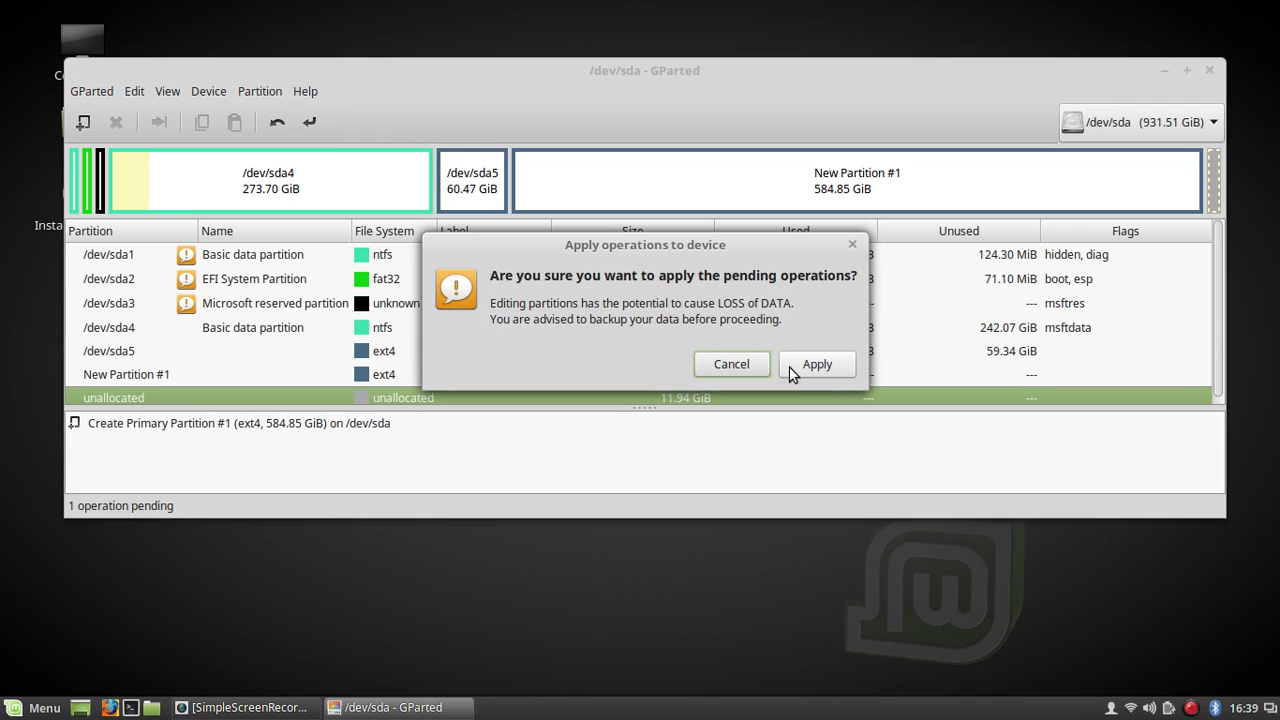 /dev/sda - GParted
GParted Edit View Device Partition Help
/dev/sda (931.51 GiB)
/dev/sda4
273.70 GiB
/dev/sda5
60.47 GiB
New Partition #1
584.85 GiB
Partition Name File System Label Size Used Unused Flags
/dev/sda1 Basic data partition ntfs 124.30 MiB hidden, diag
/dev/sda2 EFI System Partition fat32 71.10 MiB boot, esp
/dev/sda3 Microsoft reserved partition unknown --- msftres
/dev/sda4 Basic data partition ntfs 242.07 GiB msftdata
/dev/sda5 ext4 59.34 GiB
New Partition #1 ext4 ---
unallocated unallocated 11.94 GiB --- ---
Apply operations to device
Are you sure you want to apply the pending operations?
Editing partitions has the potential to cause LOSS of DATA.
You are advised to backup your data before proceeding.
Cancel Apply
Create Primary Partition #1 (ext4, 584.85 GiB) on /dev/sda
1 operation pending
Menu [SimpleScreenRecor... /dev/sda - GParted 16:39